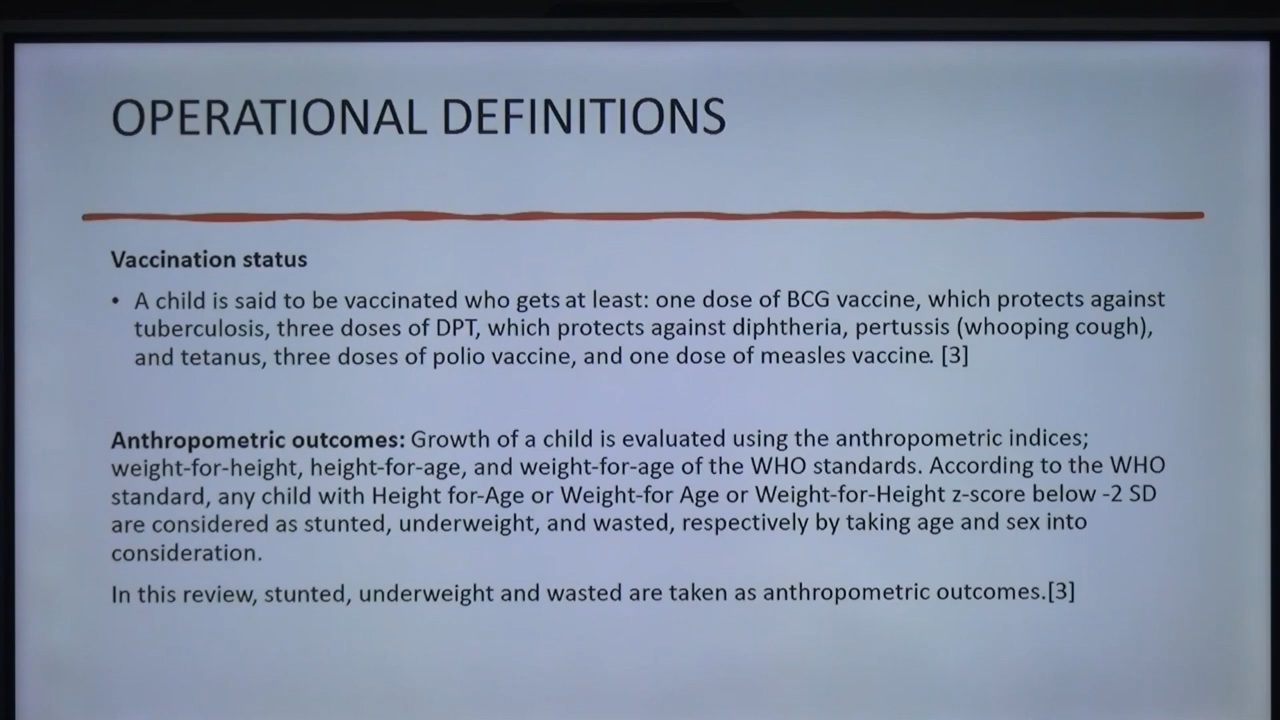 OPERATIONAL DEFINITIONS
Vaccination status
• A child is said to be vaccinated who gets at least: one dose of BCG vaccine, which protects against
tuberculosis, three doses of DPT, which protects against diphtheria, pertussis (whooping cough),
and tetanus, three doses of polio vaccine, and one dose of measles vaccine. [3]
Anthropometric outcomes: Growth of a child is evaluated using the anthropometric indices;
weight-for-height, height-for-age, and weight-for-age of the WHO standards. According to the WHO
standard, any child with Height for-Age or Weight-for Age or Weight-for-Height z-score below -2 SD
are considered as stunted, underweight, and wasted, respectively by taking age and sex into
consideration.
In this review, stunted, underweight and wasted are taken as anthropometric outcomes.[3]